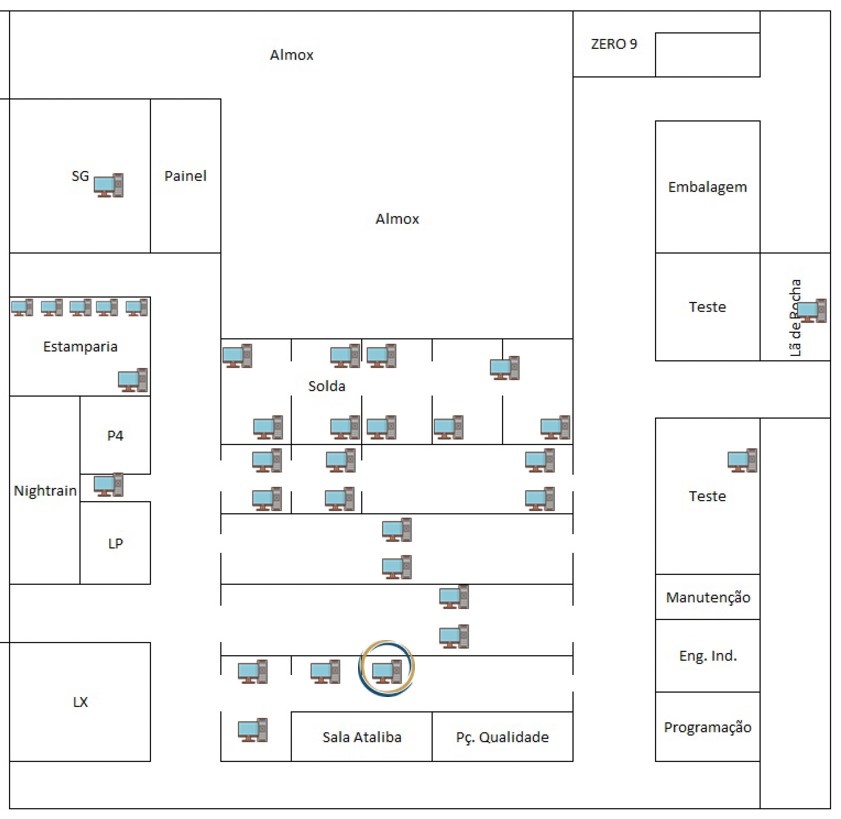 Almox
ZERO 9
SG
Painel
Embalagem
Almox
Teste
Lã de Rocha
Estamparia
Solda
P4
Nightrain
Teste
LP
Manutenção
Eng. Ind.
LX
Sala Ataliba
Pç. Qualidade
Programação